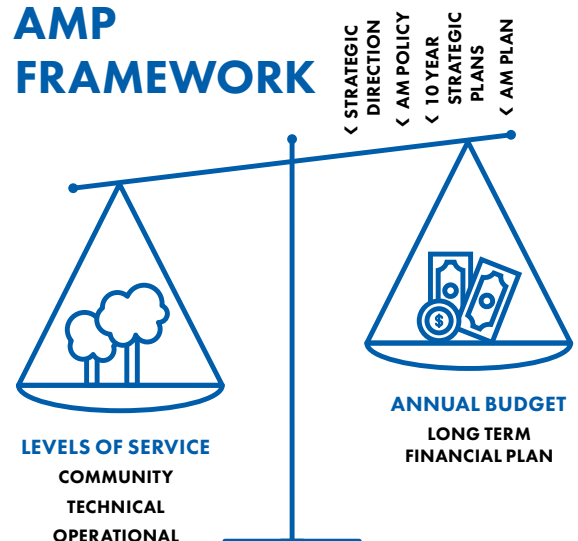 AMP
FRAMEWORK
< STRATEGIC
DIRECTION
< AM POLICY
< 10 YEAR
STRATEGIC
PLANS
< AM PLAN
$
ANNUAL BUDGET
LONG TERM
FINANCIAL PLAN
LEVELS OF SERVICE
COMMUNITY
TECHNICAL
OPERATIONAL